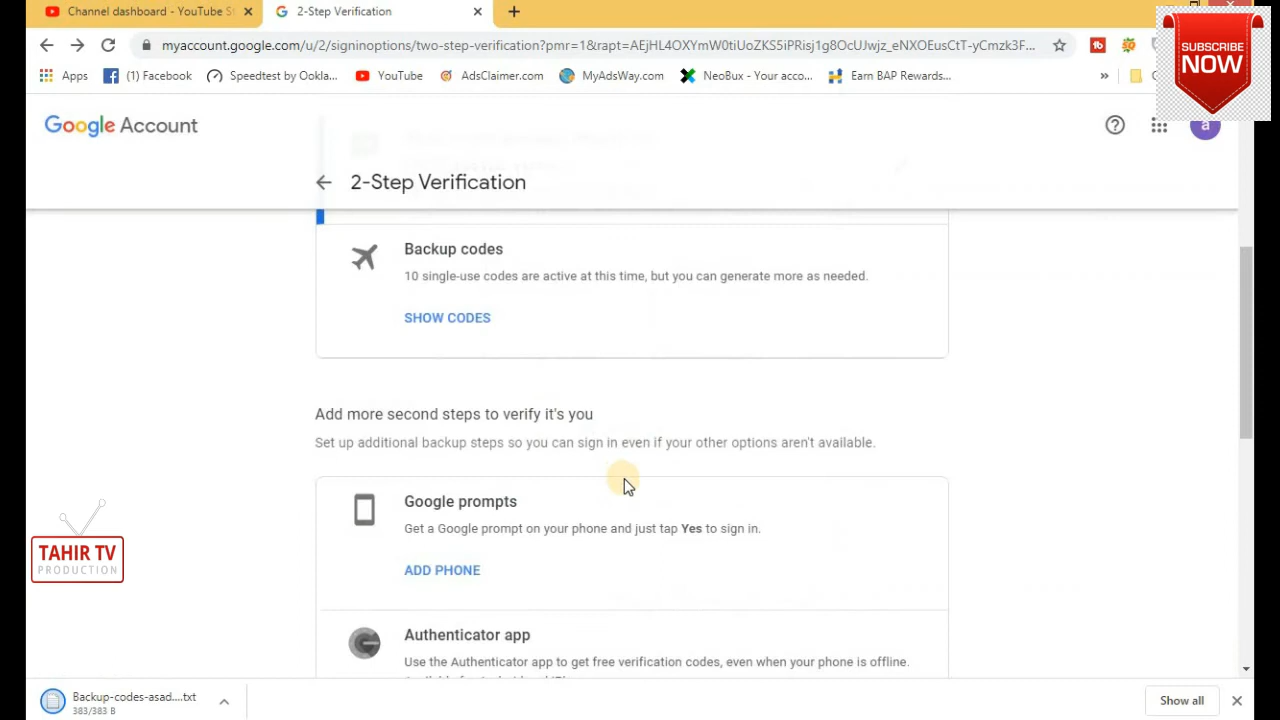 Channel dashboard - YouTube St
2-Step Verification
myaccount.google.com/u/2/signinoptions/two-step-verification?pmr=1&rapt=AEjHL4OXYmW0tiUoZKS5iPRisj1g8OcUJwjz_eNXOEusCtT-yCmzk3F...
SUBSCRIBE
NOW
Apps
(1) Facebook
Speedtest by Ookla...
YouTube
AdsClaimer.com
MyAdsWay.com
NeoBux - Your acco...
Earn BAP Rewards...
»
Google Account
a
2-Step Verification
Backup codes
10 single-use codes are active at this time, but you can generate more as needed.
SHOW CODES
Add more second steps to verify it's you
Set up additional backup steps so you can sign in even if your other options aren't available.
Google prompts
Get a Google prompt on your phone and just tap Yes to sign in.
ADD PHONE
TAHIR TV
PRODUCTION
Authenticator app
Use the Authenticator app to get free verification codes, even when your phone is offline.
Backup-codes-asad....txt
383/383 B
Show all